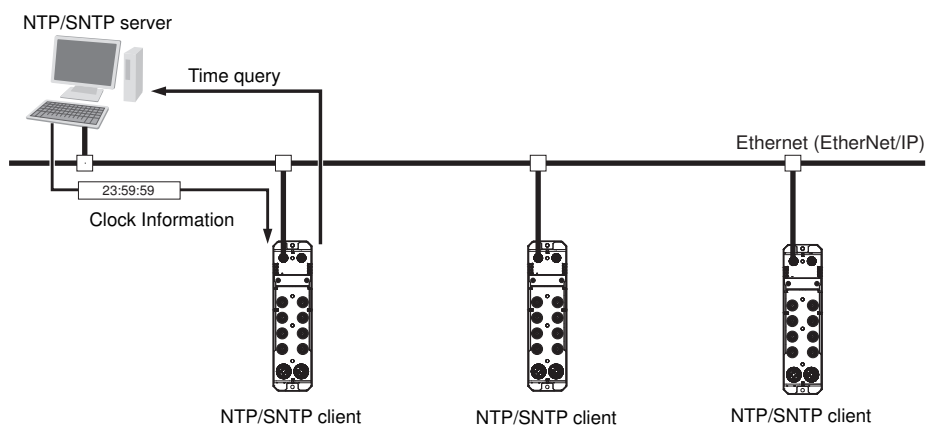 NTP/SNTP server
Time query
Ethernet (EtherNet/IP)
23:59:59
Clock Information
NTP/SNTP client
NTP/SNTP client
NTP/SNTP client